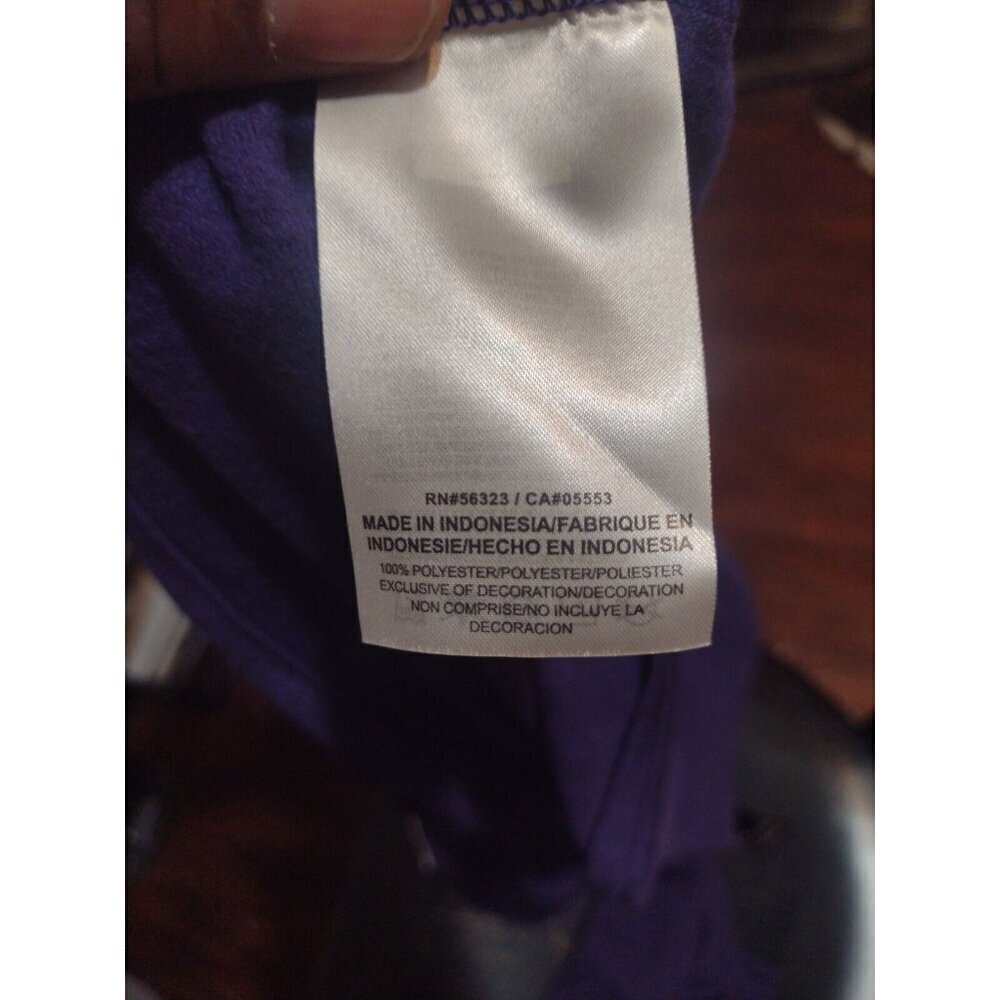 RN#56323 / CA#05553
MADE IN INDONESIA/FABRIQUE EN
INDONESIE/HECHO EN INDONESIA
100% POLYESTER/POLYESTER/POLIESTER
EXCLUSIVE OF DECORATION/DECORATION
NON COMPRISE/NO INCLUYE LA
DECORACION